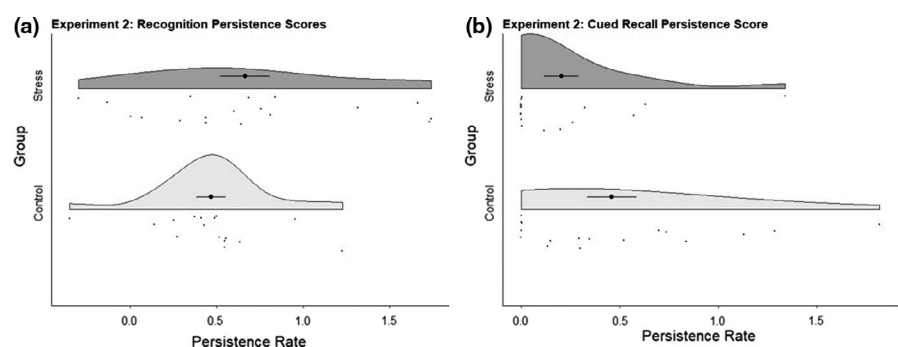 (a) Experiment 2: Recognition Persistence Scores
Stress
Group
Control
0.0 0.5 1.0 1.5
Persistence Rate
(b) Experiment 2: Cued Recall Persistence Score
Stress
Group
Control
0.0 0.5 1.0 1.5
Persistence Rate